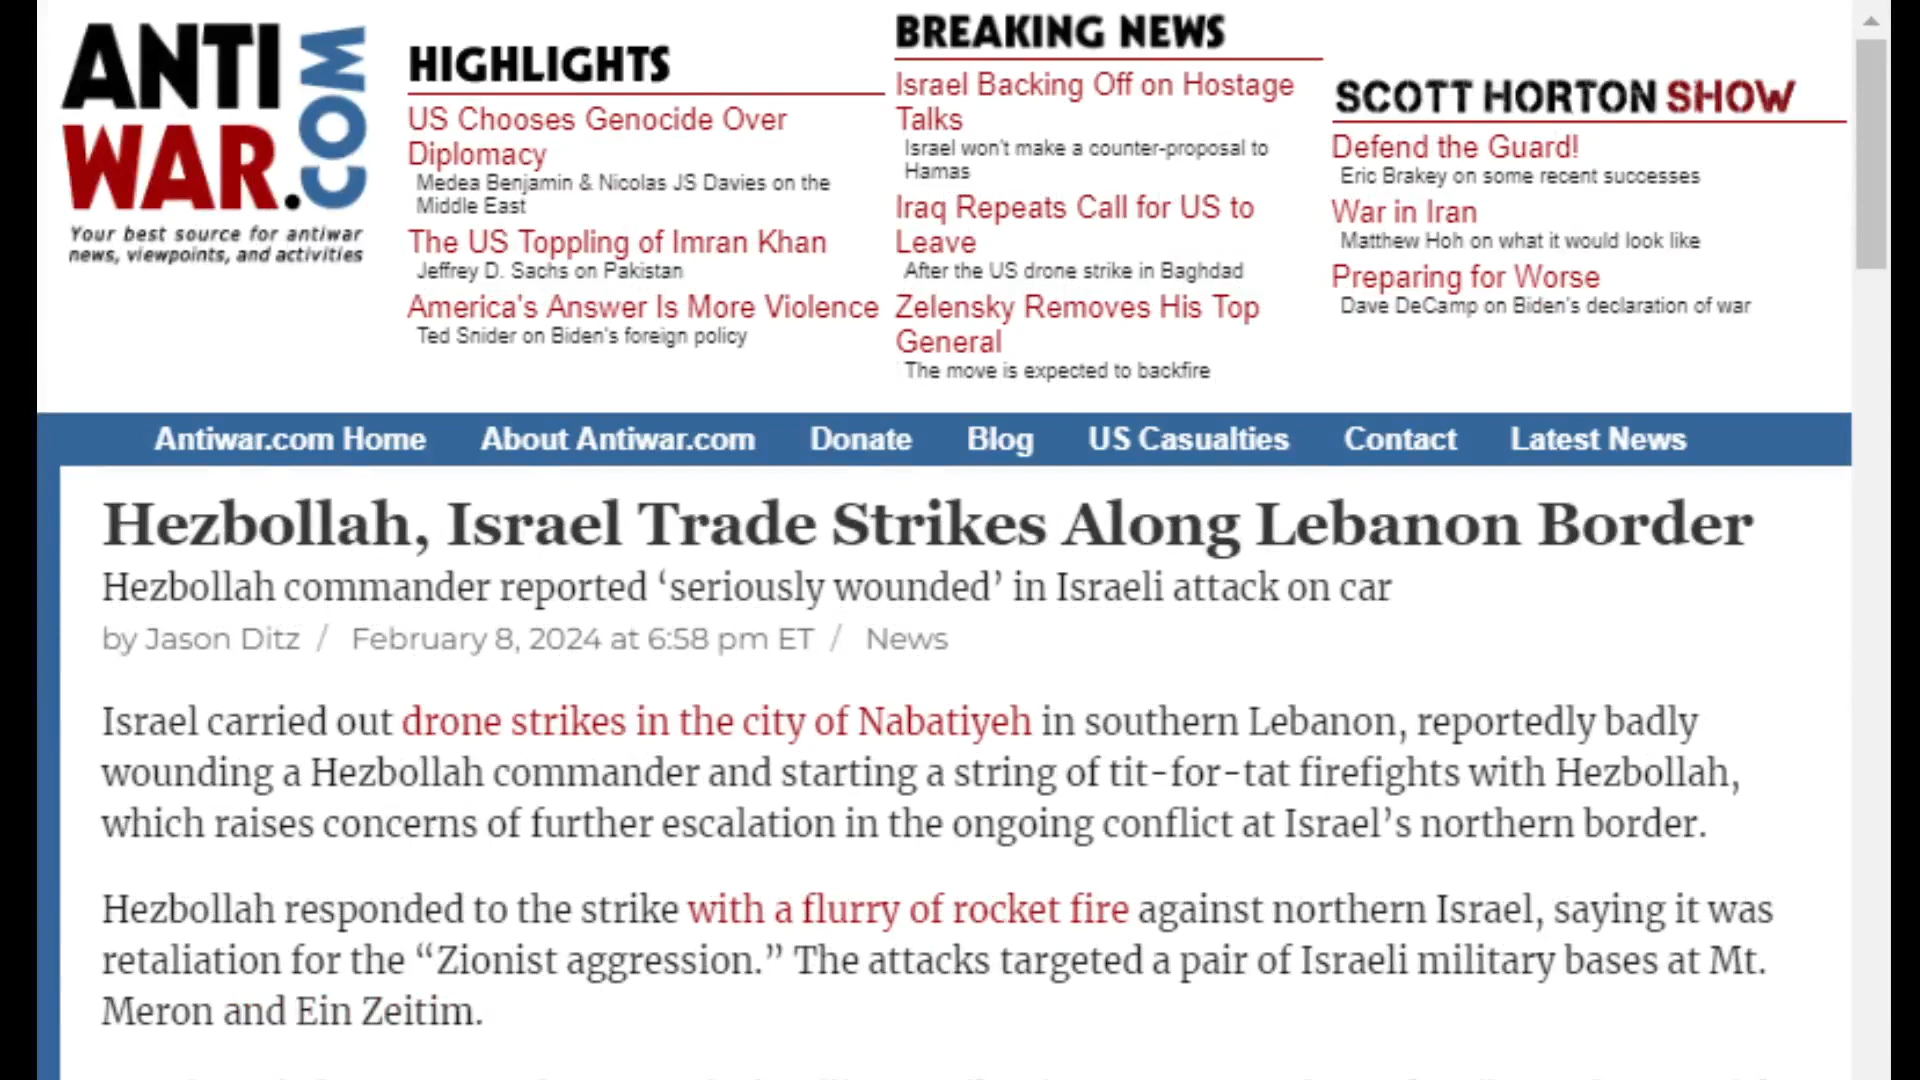 ANTI
WAR.COM
Your best source for antiwar
news, viewpoints, and activities
HIGHLIGHTS
US Chooses Genocide Over
Diplomacy
Medea Benjamin & Nicolas JS Davies on the
Middle East
The US Toppling of Imran Khan
Jeffrey D. Sachs on Pakistan
America's Answer Is More Violence
Ted Snider on Biden's foreign policy
BREAKING NEWS
Israel Backing Off on Hostage
Talks
Israel won't make a counter-proposal to
Hamas
Iraq Repeats Call for US to
Leave
After the US drone strike in Baghdad
Zelensky Removes His Top
General
The move is expected to backfire
SCOTT HORTON SHOW
Defend the Guard!
Eric Brakey on some recent successes
War in Iran
Matthew Hoh on what it would look like
Preparing for Worse
Dave DeCamp on Biden's declaration of war
Antiwar.com Home About Antiwar.com Donate Blog US Casualties Contact Latest News
Hezbollah, Israel Trade Strikes Along Lebanon Border
Hezbollah commander reported ‘seriously wounded’ in Israeli attack on car
by Jason Ditz / February 8, 2024 at 6:58 pm ET / News
Israel carried out drone strikes in the city of Nabatiyeh in southern Lebanon, reportedly badly
wounding a Hezbollah commander and starting a string of tit-for-tat firefights with Hezbollah,
which raises concerns of further escalation in the ongoing conflict at Israel’s northern border.
Hezbollah responded to the strike with a flurry of rocket fire against northern Israel, saying it was
retaliation for the “Zionist aggression.” The attacks targeted a pair of Israeli military bases at Mt.
Meron and Ein Zeitim.